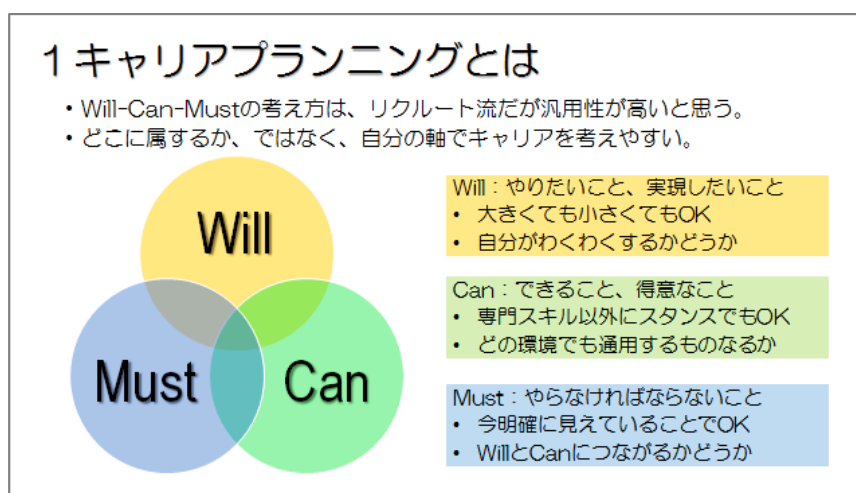 1キャリアプランニングとは
・Will-Can-Mustの考え方は、リクルート流だが汎用性が高いと思う。
・どこに属するか、ではなく、自分の軸でキャリアを考えやすい。
Will
Must
Can
Will：やりたいこと、実現したいこと
• 大きくても小さくてもOK
• 自分がわくわくするかどうか
Can：できること、得意なこと
• 専門スキル以外にスタンスでもOK
• どの環境でも通用するものなるか
Must：やらなければならないこと
• 今明確に見えていることでOK
• WillとCanにつながるかどうか